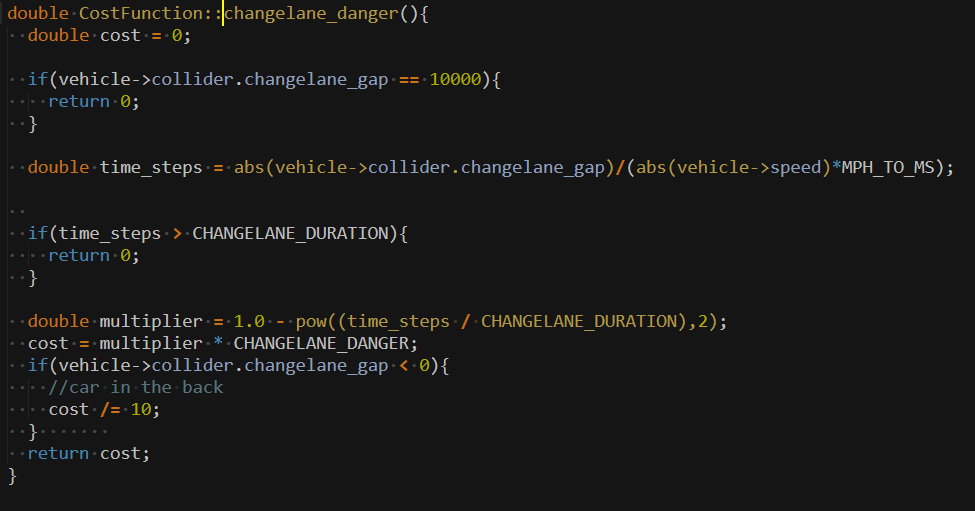 double CostFunction::changelane_danger(){
  double cost = 0;

  if(vehicle->collider.changelane_gap == 10000){
    return 0;
  }

  double time_steps = abs(vehicle->collider.changelane_gap)/(abs(vehicle->speed)*MPH_TO_MS);

  if(time_steps > CHANGELANE_DURATION){
    return 0;
  }

  double multiplier = 1.0 - pow((time_steps / CHANGELANE_DURATION),2);
  cost = multiplier * CHANGELANE_DANGER;
  if(vehicle->collider.changelane_gap < 0){
    //car in the back
    cost /= 10;
  }
  return cost;
}